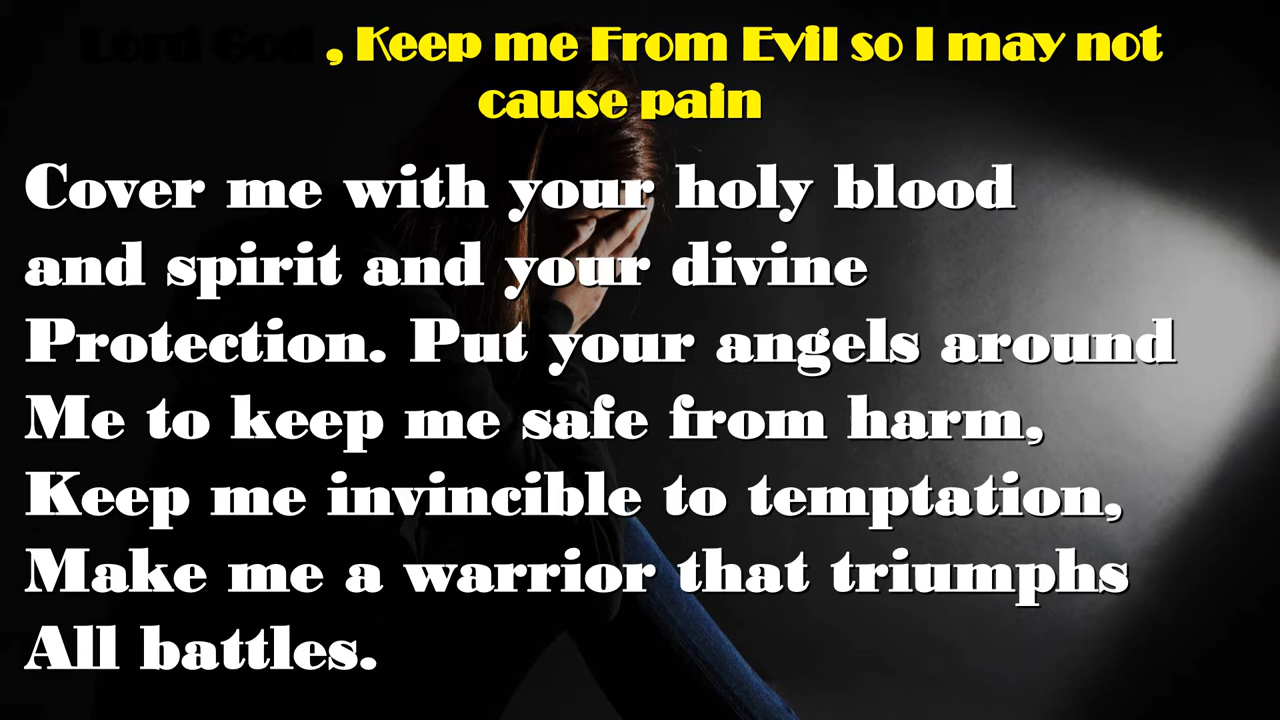 Lord God , Keep me From Evil so I may not
cause pain
Cover me with your holy blood
and spirit and your divine
Protection. Put your angels around
Me to keep me safe from harm,
Keep me invincible to temptation,
Make me a warrior that triumphs
All battles.